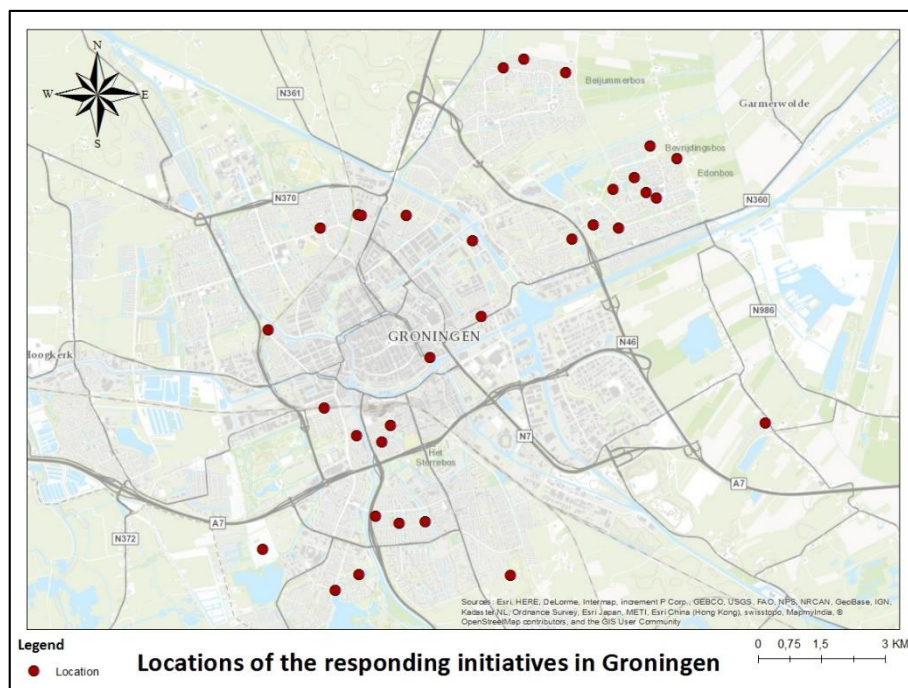 N
W E
S
N361
Beijummerbos
Garmerwolde
Bevrijdingsbos
Edonbos
N370
N360
N986
GRONINGEN
Hoogkerk
N46
Het
Sterrebos
N7
A7
A7
N372
Sources: Esri, HERE, DeLorme, Intermap, increment P Corp., GEBCO, USGS, FAO, NPS, NRCAN, GeoBase, IGN,
Kadaster NL, Ordnance Survey, Esri Japan, METI, Esri China (Hong Kong), swisstopo, MapmyIndia, ©
OpenStreetMap contributors, and the GIS User Community
Legend
Location
Locations of the responding initiatives in Groningen
0 0,75 1,5 3 KM